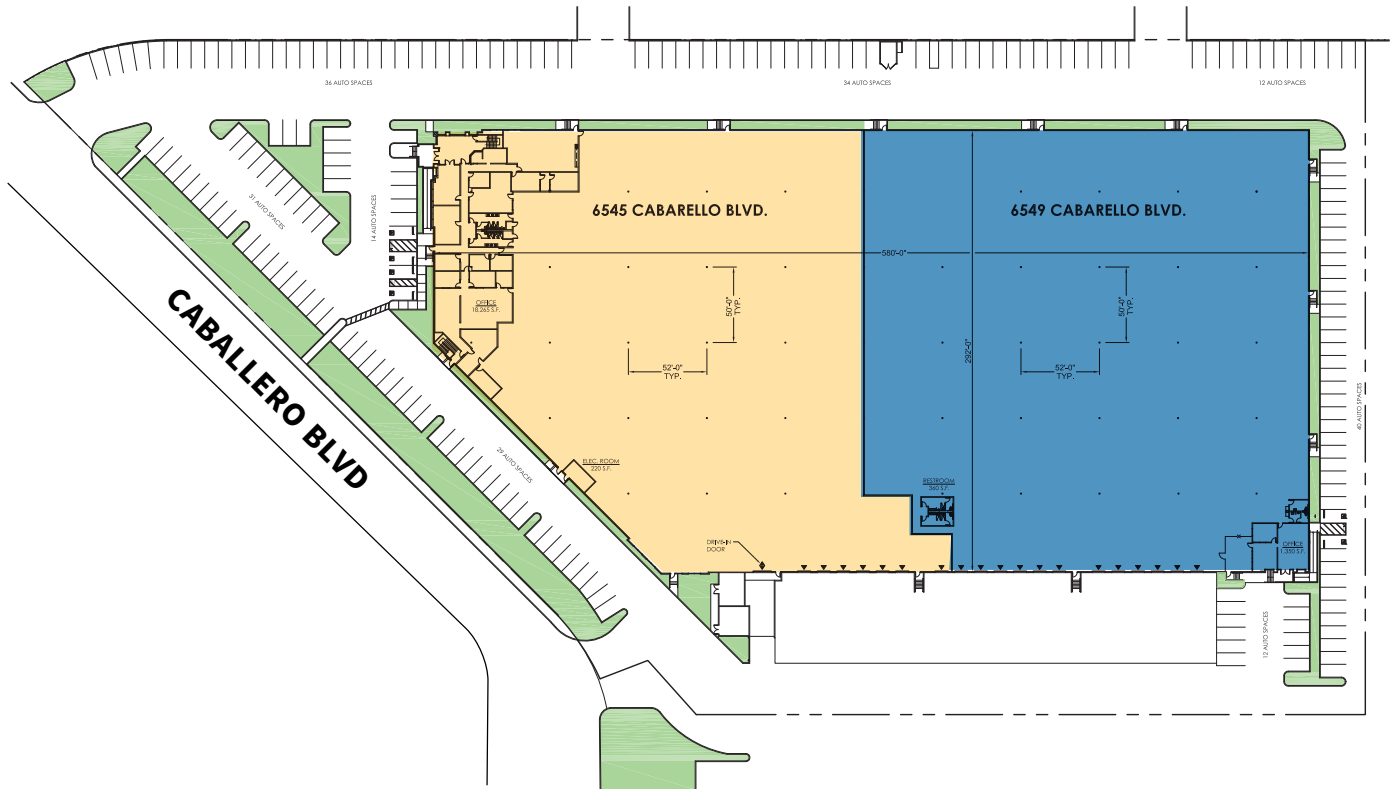 36 AUTO SPACES
34 AUTO SPACES
12 AUTO SPACES
31 AUTO SPACES
14 AUTO SPACES
6545 CABARELLO BLVD.
6549 CABARELLO BLVD.
580'-0"
OFFICE
18,265 S.F.
50'-0"
TYP.
50'-0"
TYP.
292'-0"
52'-0"
TYP.
52'-0"
TYP.
CABALLERO BLVD
40 AUTO SPACES
29 AUTO SPACES
ELEC. ROOM
220 S.F.
RESTROOM
360 S.F.
DRIVE-IN
DOOR
OFFICE
1,350 S.F.
12 AUTO SPACES